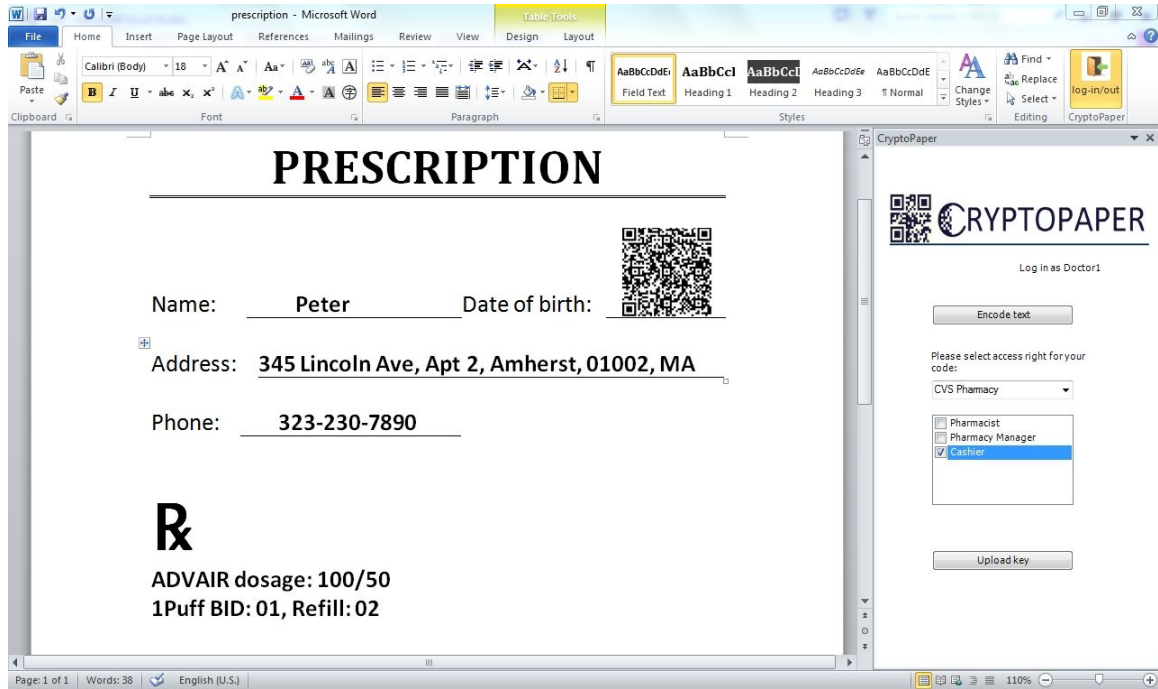 prescription - Microsoft Word
Table Tools
File Home Insert Page Layout References Mailings Review View Design Layout
Paste
Calibri (Body) 18 A A Aa
B I U abc x₂ x² A A A
AaBbCcDdE AaBbCcI AaBbCcI AaBbCcDdEe AaBbCcDdE
Field Text Heading 1 Heading 2 Heading 3 ¶ Normal
Change Styles
Find
Replace
Select
log-in/out
Clipboard Font Paragraph Styles Editing CryptoPaper
PRESCRIPTION
Name: Peter Date of birth:
Address: 345 Lincoln Ave, Apt 2, Amherst, 01002, MA
Phone: 323-230-7890
℞
ADVAIR dosage: 100/50
1Puff BID: 01, Refill: 02
CryptoPaper
CRYPTOPAPER
Log in as Doctor1
Encode text
Please select access right for your
code:
CVS Pharmacy
Pharmacist
Pharmacy Manager
Cashier
Upload key
Page: 1 of 1 Words: 38 English (U.S.) 110%